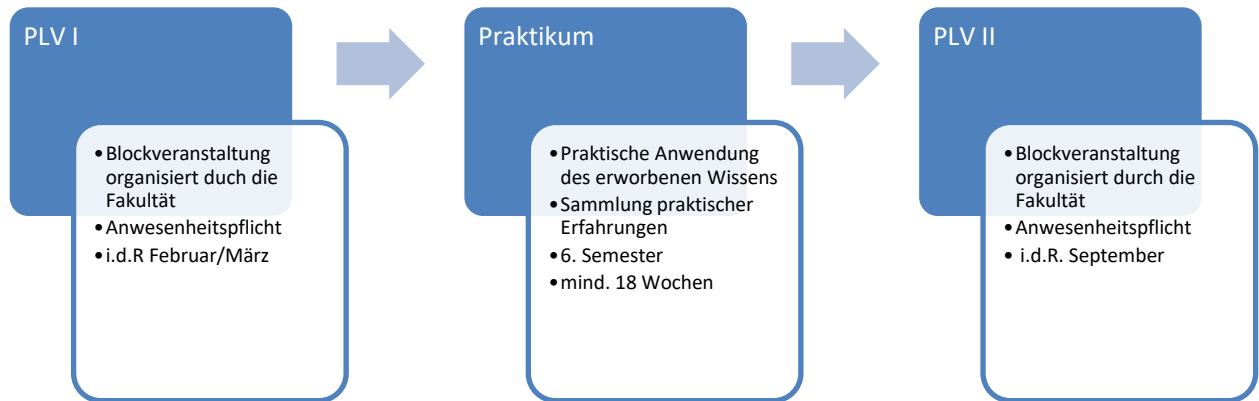 PLV I
•Blockveranstaltung
organisiert duch die
Fakultät
•Anwesenheitspflicht
•i.d.R Februar/März
Praktikum
•Praktische Anwendung
des erworbenen Wissens
•Sammlung praktischer
Erfahrungen
•6. Semester
•mind. 18 Wochen
PLV II
•Blockveranstaltung
organisiert durch die
Fakultät
•Anwesenheitspflicht
• i.d.R. September